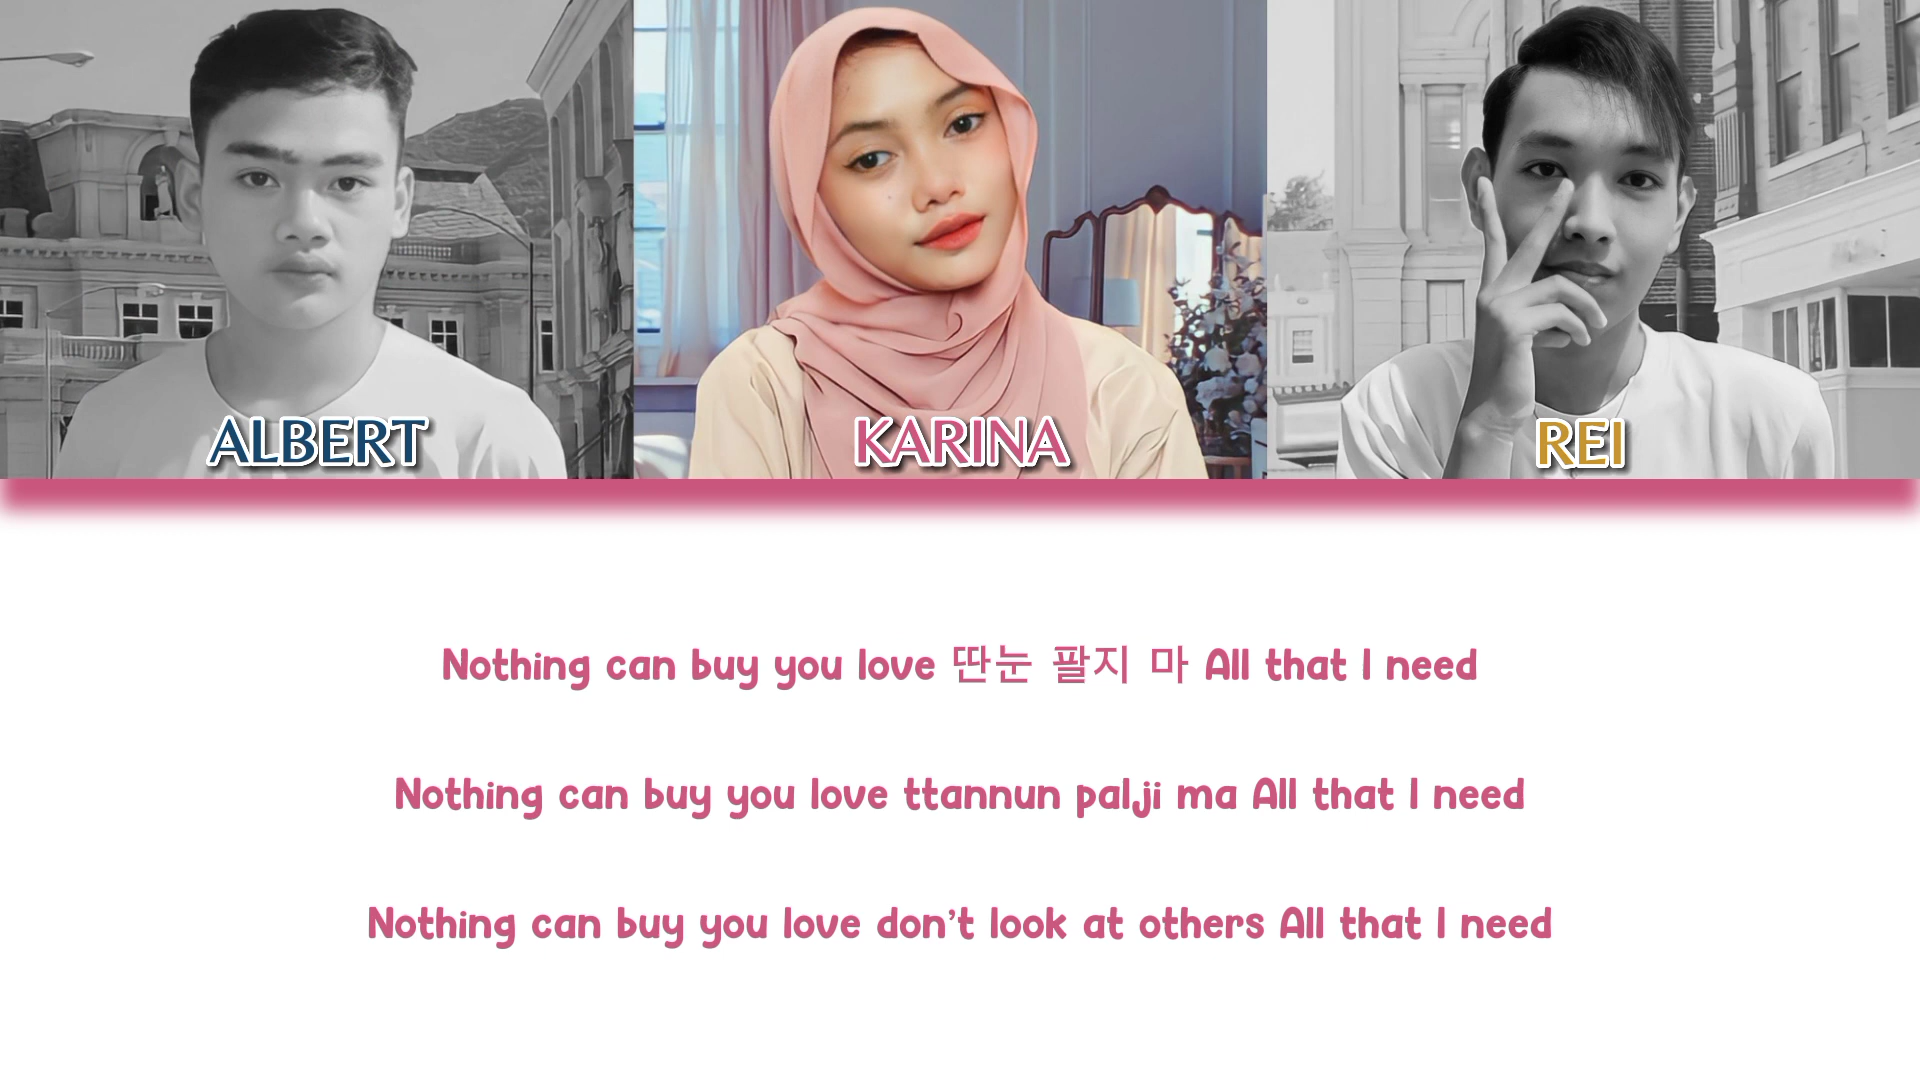 ALBERT
KARINA
REI
Nothing can buy you love 딴눈 팔지 마 All that I need
Nothing can buy you love ttannun palji ma All that I need
Nothing can buy you love don't look at others All that I need